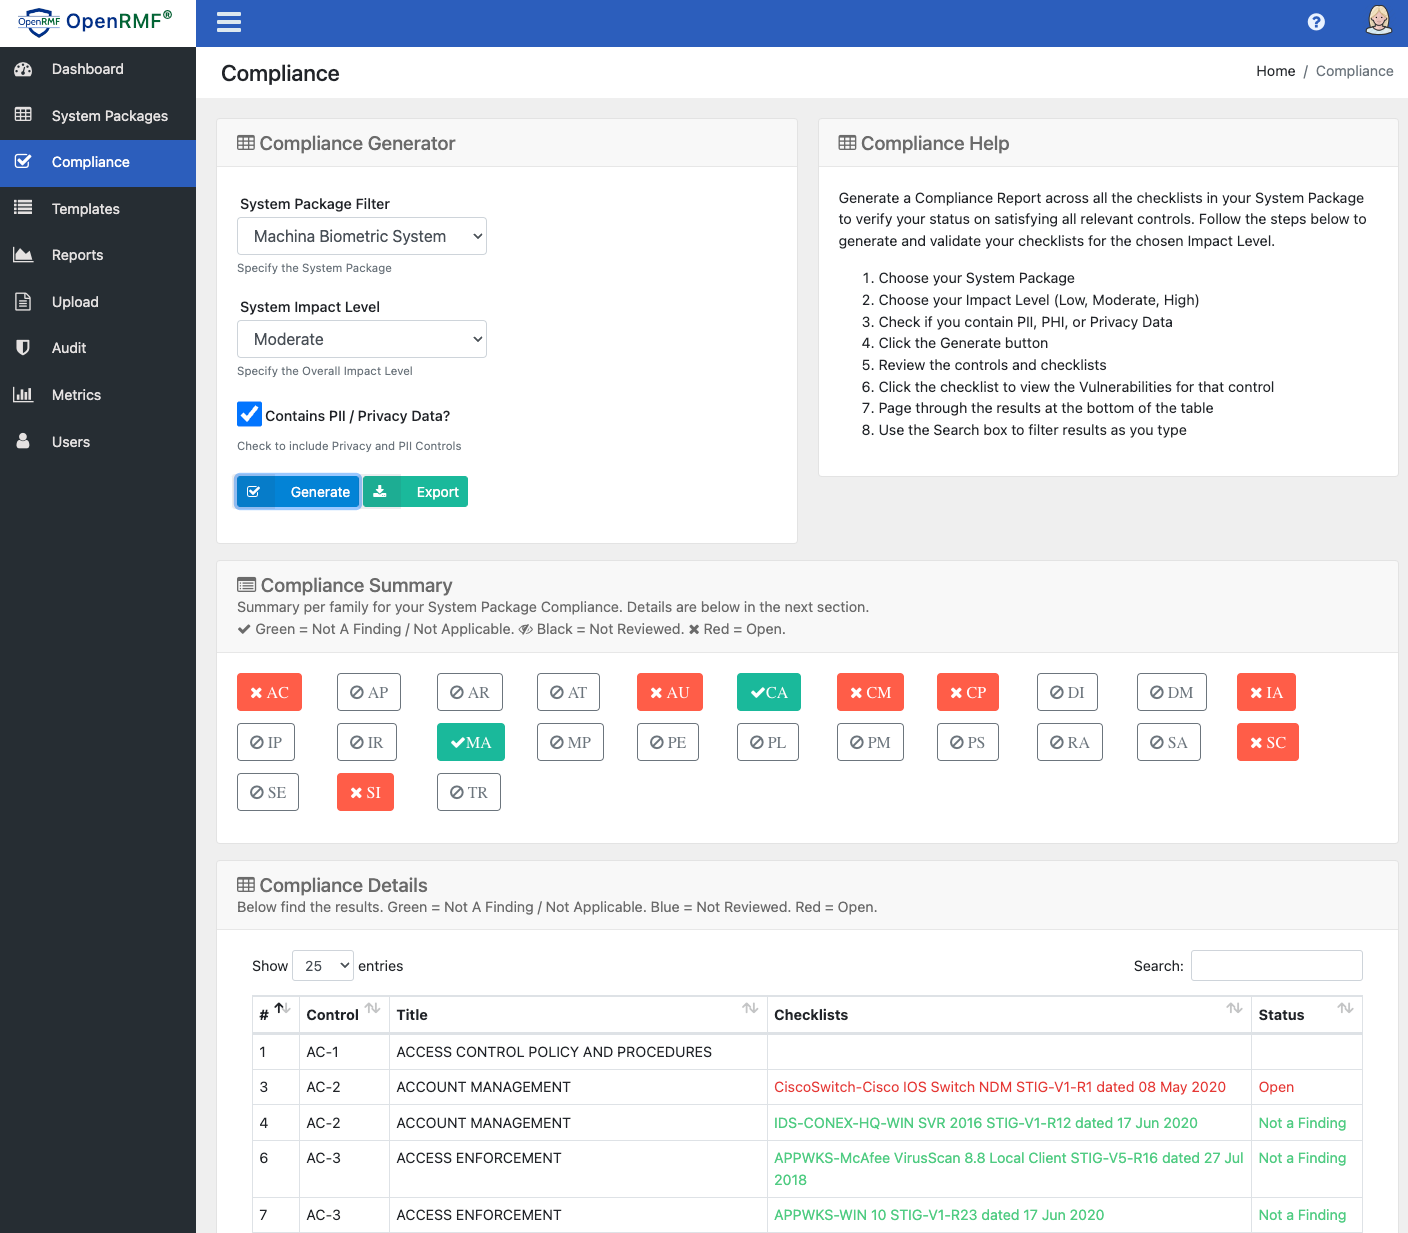 OpenRMF OpenRMF®
Dashboard
System Packages
Compliance
Templates
Reports
Upload
Audit
Metrics
Users
Compliance
Home / Compliance
Compliance Generator
System Package Filter
Machina Biometric System
Specify the System Package
System Impact Level
Moderate
Specify the Overall Impact Level
Contains PII / Privacy Data?
Check to include Privacy and PII Controls
Generate Export
Compliance Help
Generate a Compliance Report across all the checklists in your System Package
to verify your status on satisfying all relevant controls. Follow the steps below to
generate and validate your checklists for the chosen Impact Level.
1. Choose your System Package
2. Choose your Impact Level (Low, Moderate, High)
3. Check if you contain PII, PHI, or Privacy Data
4. Click the Generate button
5. Review the controls and checklists
6. Click the checklist to view the Vulnerabilities for that control
7. Page through the results at the bottom of the table
8. Use the Search box to filter results as you type
Compliance Summary
Summary per family for your System Package Compliance. Details are below in the next section.
Green = Not A Finding / Not Applicable. Black = Not Reviewed. Red = Open.
AC AP AR AT AU CA CM CP DI DM IA
IP IR MA MP PE PL PM PS RA SA SC
SE SI TR
Compliance Details
Below find the results. Green = Not A Finding / Not Applicable. Blue = Not Reviewed. Red = Open.
Show 25 entries Search:
# Control Title Checklists Status
1 AC-1 ACCESS CONTROL POLICY AND PROCEDURES
3 AC-2 ACCOUNT MANAGEMENT CiscoSwitch-Cisco IOS Switch NDM STIG-V1-R1 dated 08 May 2020 Open
4 AC-2 ACCOUNT MANAGEMENT IDS-CONEX-HQ-WIN SVR 2016 STIG-V1-R12 dated 17 Jun 2020 Not a Finding
6 AC-3 ACCESS ENFORCEMENT APPWKS-McAfee VirusScan 8.8 Local Client STIG-V5-R16 dated 27 Jul Not a Finding
2018
7 AC-3 ACCESS ENFORCEMENT APPWKS-WIN 10 STIG-V1-R23 dated 17 Jun 2020 Not a Finding